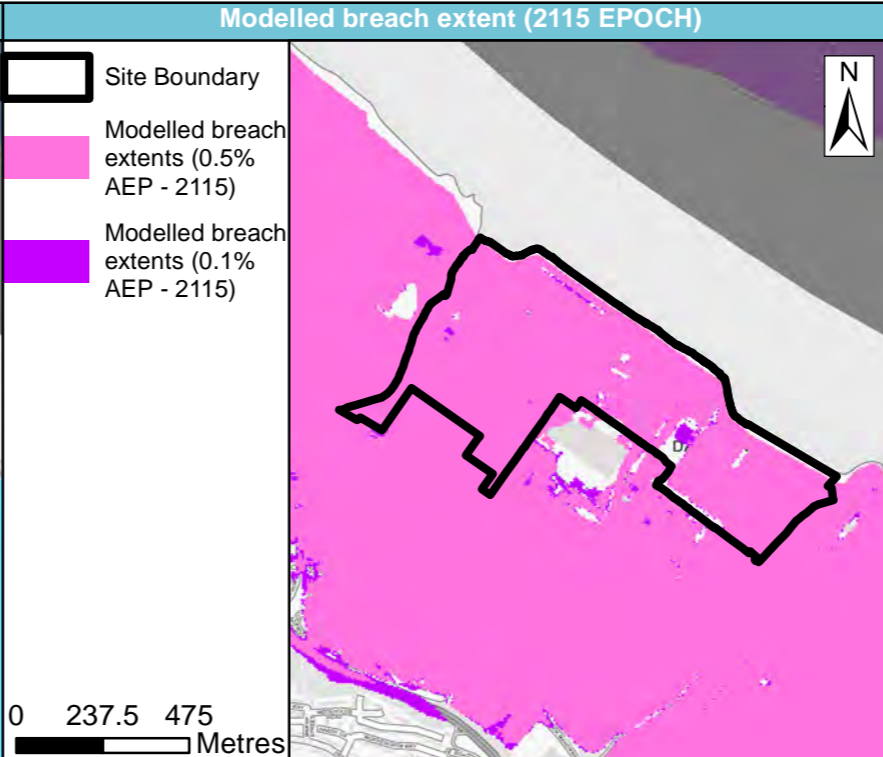 Modelled breach extent (2115 EPOCH)
Site Boundary
Modelled breach
extents (0.5%
AEP - 2115)
Modelled breach
extents (0.1%
AEP - 2115)
N
0 237.5 475
Metres